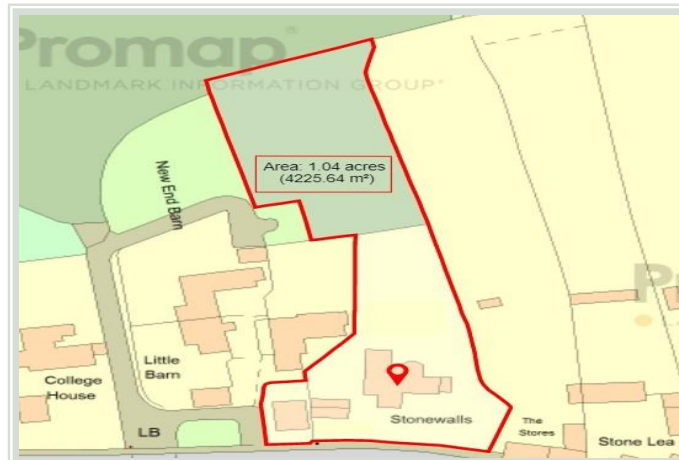 Promap®
LANDMARK INFORMATION GROUP®
Area: 1.04 acres
(4225.64 m²)
New End Barn
Little
Barn
College
House
LB
Stonewalls
The
Stores
Stone Lea